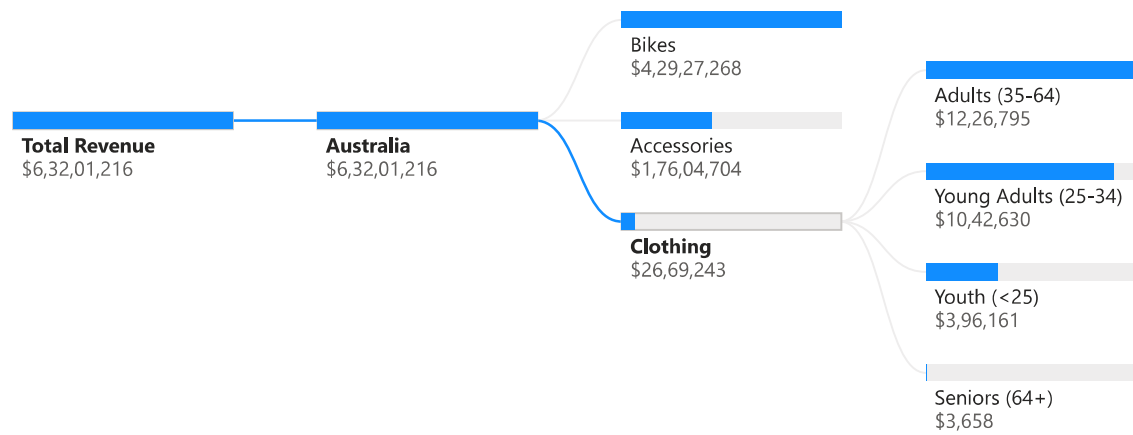 Total Revenue
$6,32,01,216
Australia
$6,32,01,216
Bikes
$4,29,27,268
Accessories
$1,76,04,704
Clothing
$26,69,243
Adults (35-64)
$12,26,795
Young Adults (25-34)
$10,42,630
Youth (<25)
$3,96,161
Seniors (64+)
$3,658